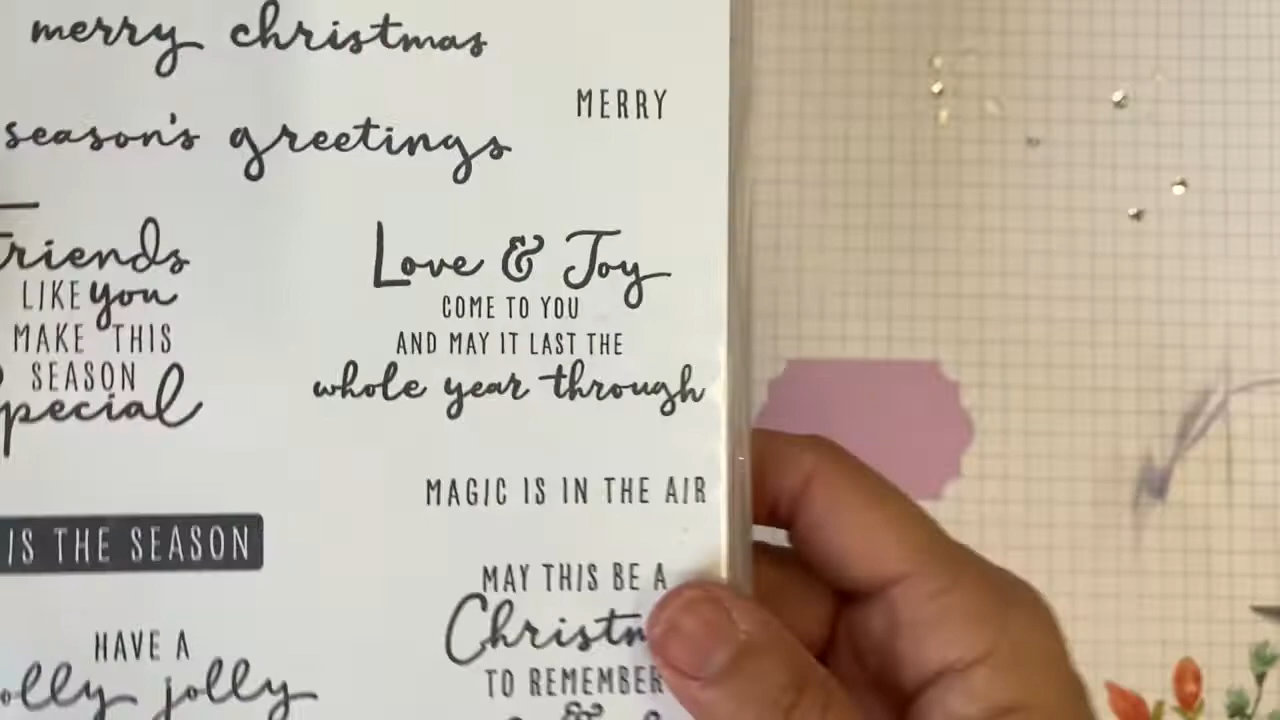 merry christmas
MERRY
season's greetings
Friends
LIKE you
MAKE THIS
SEASON
Love & Joy
COME TO YOU
AND MAY IT LAST THE
whole year through
MAGIC IS IN THE AIR
IS THE SEASON
HAVE A
jolly
MAY THIS BE A
TO REMEMBER